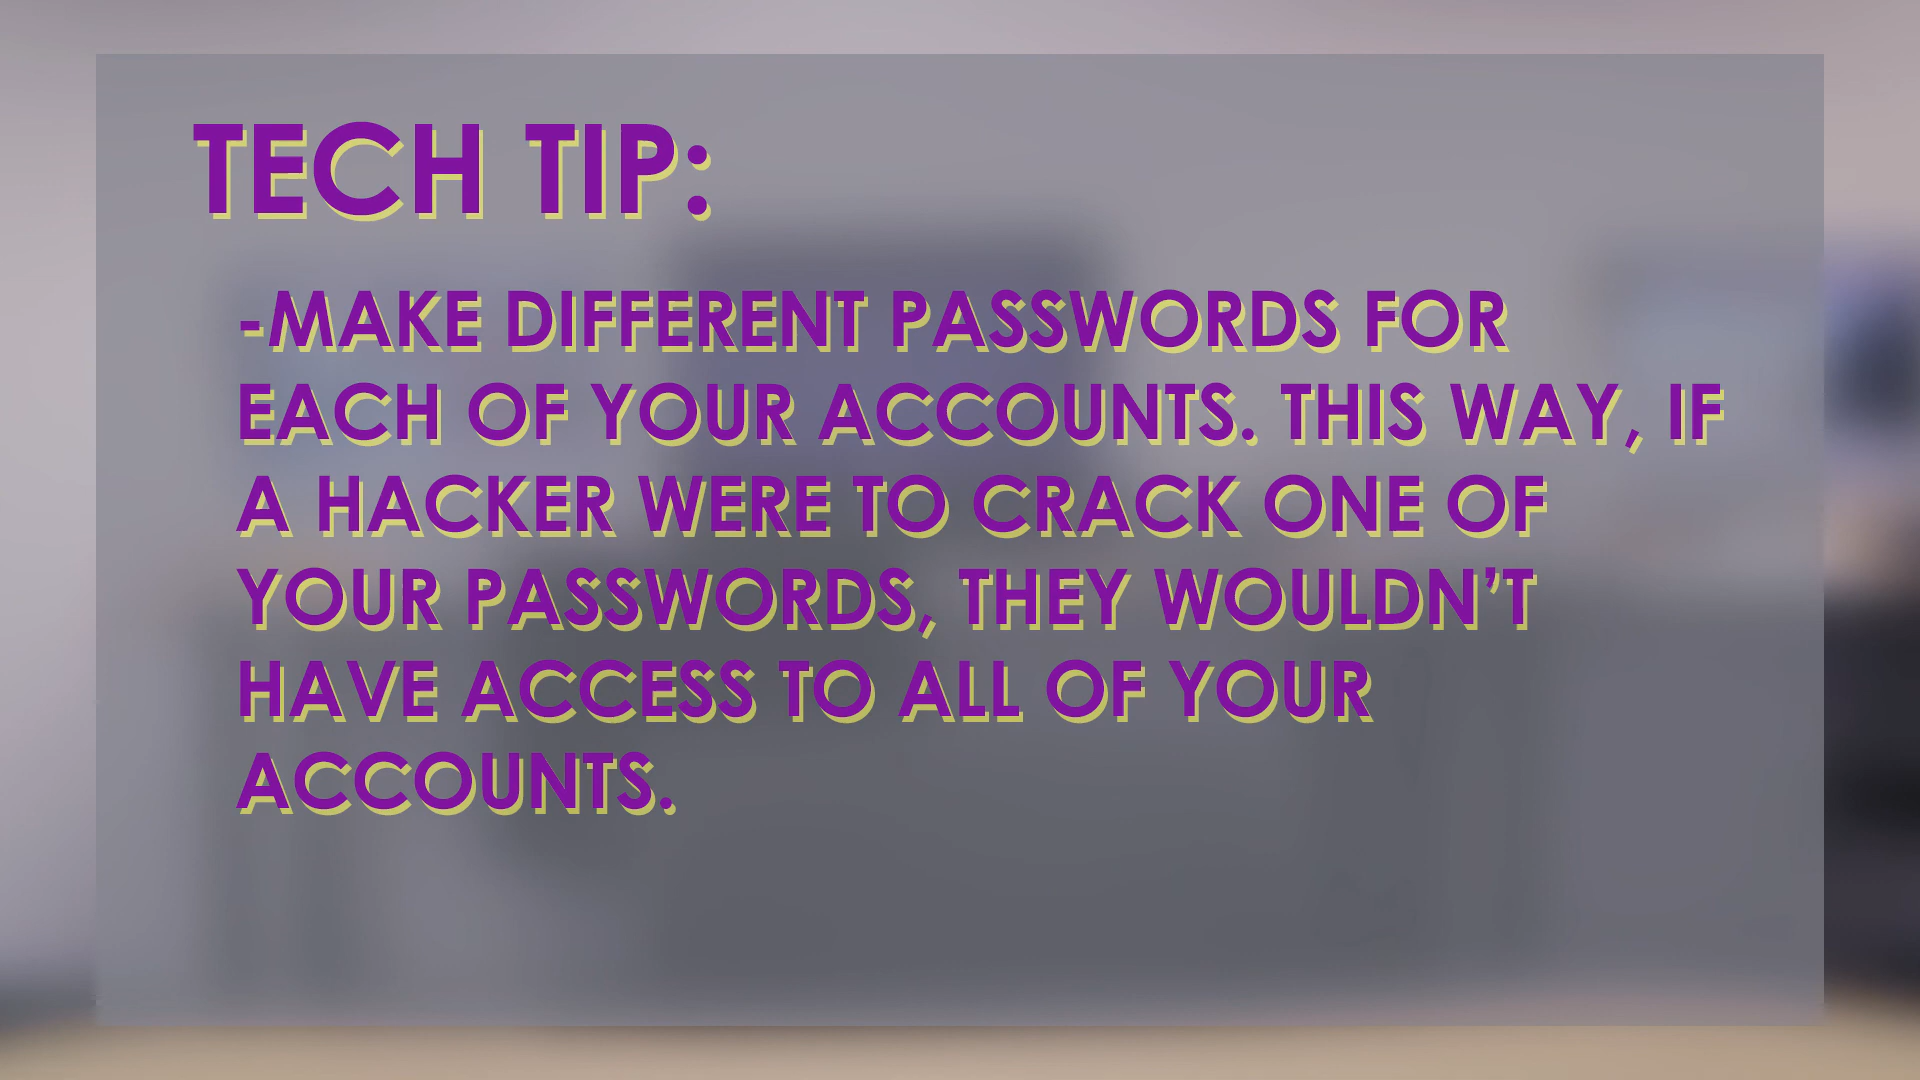 TECH TIP:
-MAKE DIFFERENT PASSWORDS FOR
EACH OF YOUR ACCOUNTS. THIS WAY, IF
A HACKER WERE TO CRACK ONE OF
YOUR PASSWORDS, THEY WOULDN’T
HAVE ACCESS TO ALL OF YOUR
ACCOUNTS.